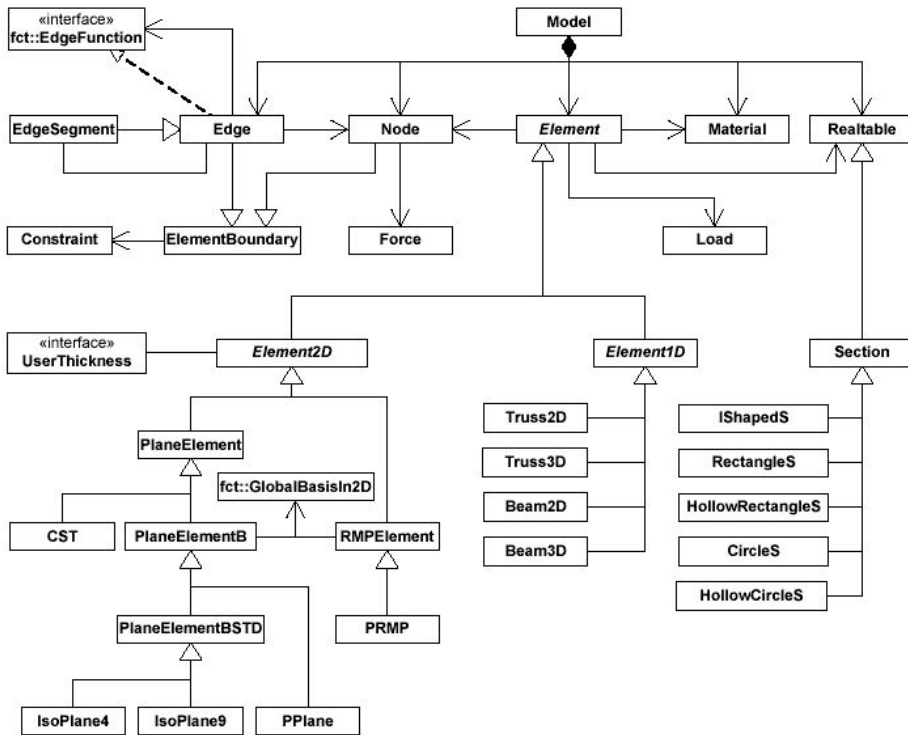 «interface»
fct::EdgeFunction
Model
EdgeSegment
Edge
Node
Element
Material
Realtable
Constraint
ElementBoundary
Force
Load
«interface»
UserThickness
Element2D
Element1D
Section
PlaneElement
Truss2D
IShapedS
Truss3D
RectangleS
fct::GlobalBasisIn2D
Beam2D
HollowRectangleS
CST
PlaneElementB
RMPElement
Beam3D
CircleS
HollowCircleS
PlaneElementBSTD
PRMP
IsoPlane4
IsoPlane9
PPlane